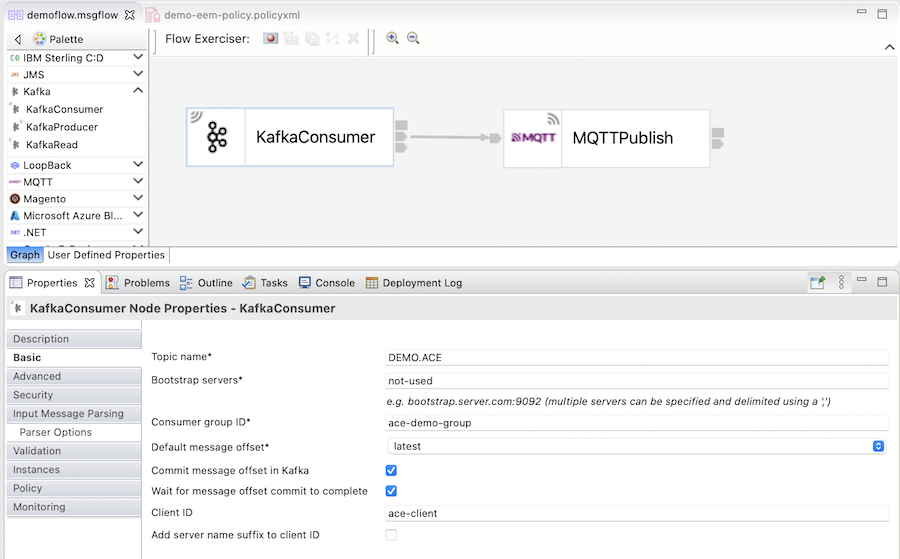 demoflow.msgflow demo-eem-policy.policyxml
Palette Flow Exerciser:
IBM Sterling C:D
JMS
Kafka
KafkaConsumer
KafkaProducer
KafkaRead
LoopBack
MQTT
Magento
Microsoft Azure Bl...
.NET
KafkaConsumer
MQTT MQTTPublish
Graph User Defined Properties
Properties Problems Outline Tasks Console Deployment Log
KafkaConsumer Node Properties - KafkaConsumer
Description
Basic
Advanced
Security
Input Message Parsing
Parser Options
Validation
Instances
Policy
Monitoring
Topic name* DEMO.ACE
Bootstrap servers* not-used
e.g. bootstrap.server.com:9092 (multiple servers can be specified and delimited using a ',')
Consumer group ID* ace-demo-group
Default message offset* latest
Commit message offset in Kafka
Wait for message offset commit to complete
Client ID ace-client
Add server name suffix to client ID